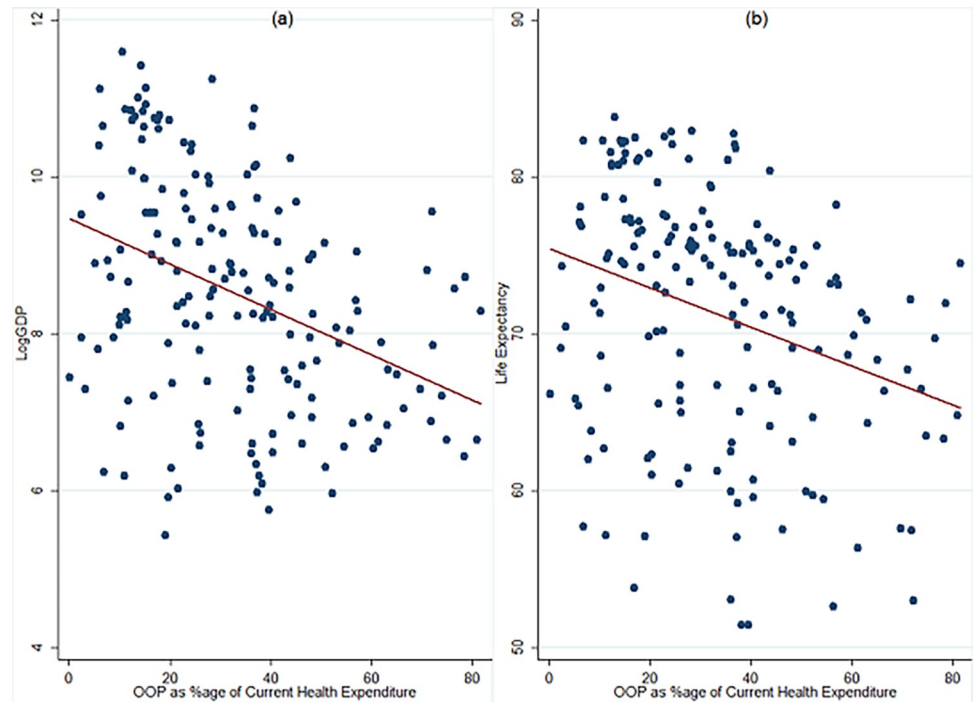 (a)
LogGDP
12
10
8
6
4
0 20 40 60 80
OOP as %age of Current Health Expenditure
(b)
Life Expectancy
90
80
70
60
50
0 20 40 60 80
OOP as %age of Current Health Expenditure